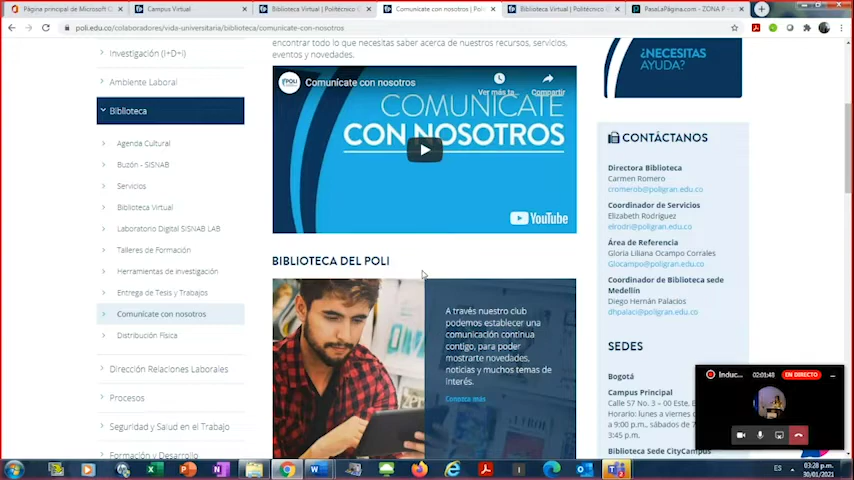 Página principal de Microsoft O
Campus Virtual
Biblioteca Virtual | Politécnico G
Comunícate con nosotros | Poli
Biblioteca Virtual | Politécnico G
PasaLaPágina.com - ZONA P
poli.edu.co/colaboradores/vida-universitaria/biblioteca/comunicate-con-nosotros
Investigación (I+D+i)
Ambiente Laboral
Biblioteca
Agenda Cultural
Buzón - SISNAB
Servicios
Biblioteca Virtual
Laboratorio Digital SISNAB LAB
Talleres de Formación
Herramientas de investigación
Entrega de Tesis y Trabajos
Comunícate con nosotros
Distribución Física
Dirección Relaciones Laborales
Procesos
Seguridad y Salud en el Trabajo
Formación y Desarrollo
encontrar todo lo que necesitas saber acerca de nuestros recursos, servicios,
eventos y novedades.
POLI
Comunícate con nosotros
Ver más ta...
Compartir
COMUNÍCATE
CON NOSOTROS
YouTube
BIBLIOTECA DEL POLI
A través nuestro club
podemos establecer una
comunicación continua
contigo, para poder
mostrarte novedades,
noticias y muchos temas de
interés.
Conozca más
¿NECESITAS
AYUDA?
CONTÁCTANOS
Directora Biblioteca
Carmen Romero
cromerob@poligran.edu.co
Coordinador de Servicios
Elizabeth Rodríguez
elrodri@poligran.edu.co
Área de Referencia
Gloria Liliana Ocampo Corrales
Glocampo@poligran.edu.co
Coordinador de Biblioteca sede
Medellín
Diego Hernán Palacios
dhpalaci@poligran.edu.co
SEDES
Bogotá
Campus Principal
Calle 57 No. 3 – 00 Este, E
Horario: lunes a viernes
a 9:00 p.m., sábados
3:45 p.m.
Biblioteca Sede CityCampus
Induc...
02:01:48
EN DIRECTO
ES
03:28 p.m.
30/01/2021